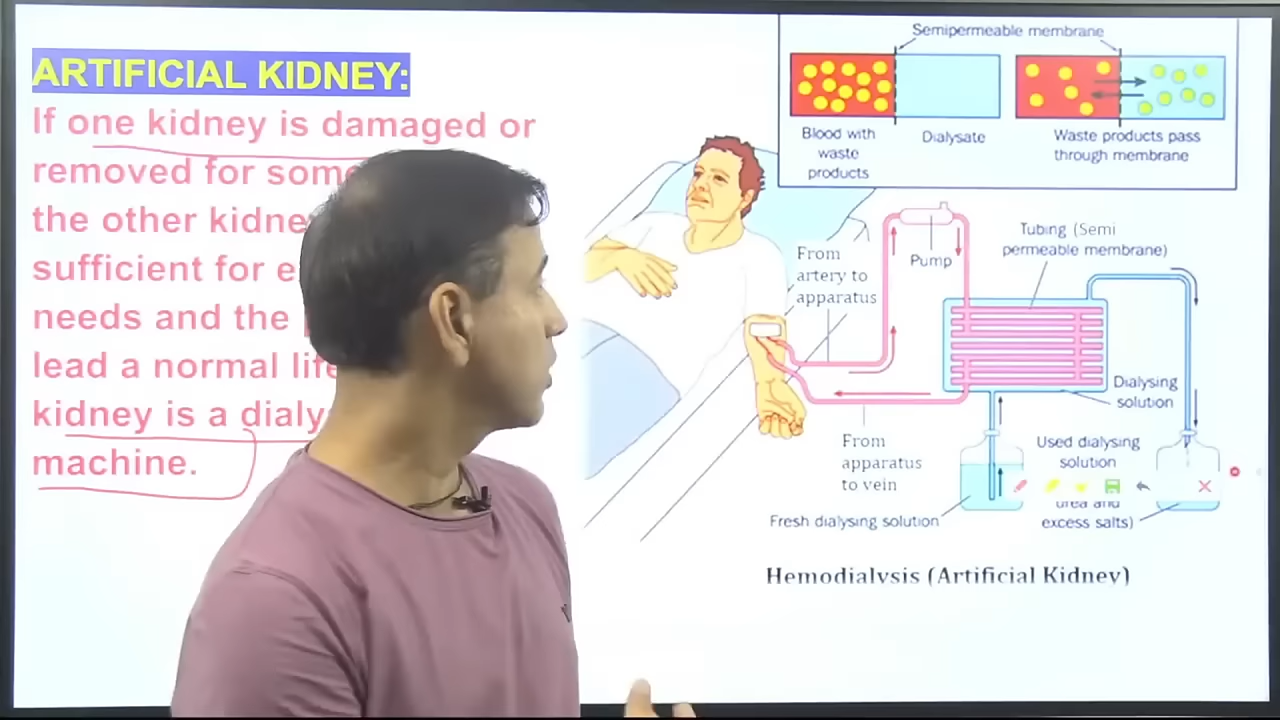 ARTIFICIAL KIDNEY:
If one kidney is damaged or
removed for some
the other kidne
sufficient for e
needs and the
lead a normal life
kidney is a dialy
machine.
Semipermeable membrane
Blood with
waste
products
Dialysate
Waste products pass
through membrane
From
artery to
apparatus
Pump
Tubing (Semi
permeable membrane)
Dialysing
solution
From
apparatus
to vein
Used dialysing
solution
urea and
excess salts)
Fresh dialysing solution
Hemodialysis (Artificial Kidney)